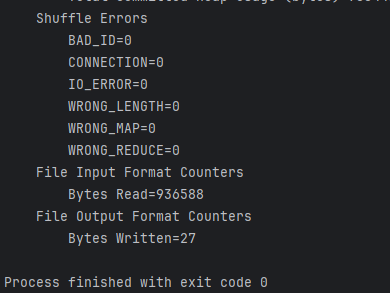 Shuffle Errors
BAD_ID=0
CONNECTION=0
IO_ERROR=0
WRONG_LENGTH=0
WRONG_MAP=0
WRONG_REDUCE=0
File Input Format Counters
Bytes Read=936588
File Output Format Counters
Bytes Written=27
Process finished with exit code 0